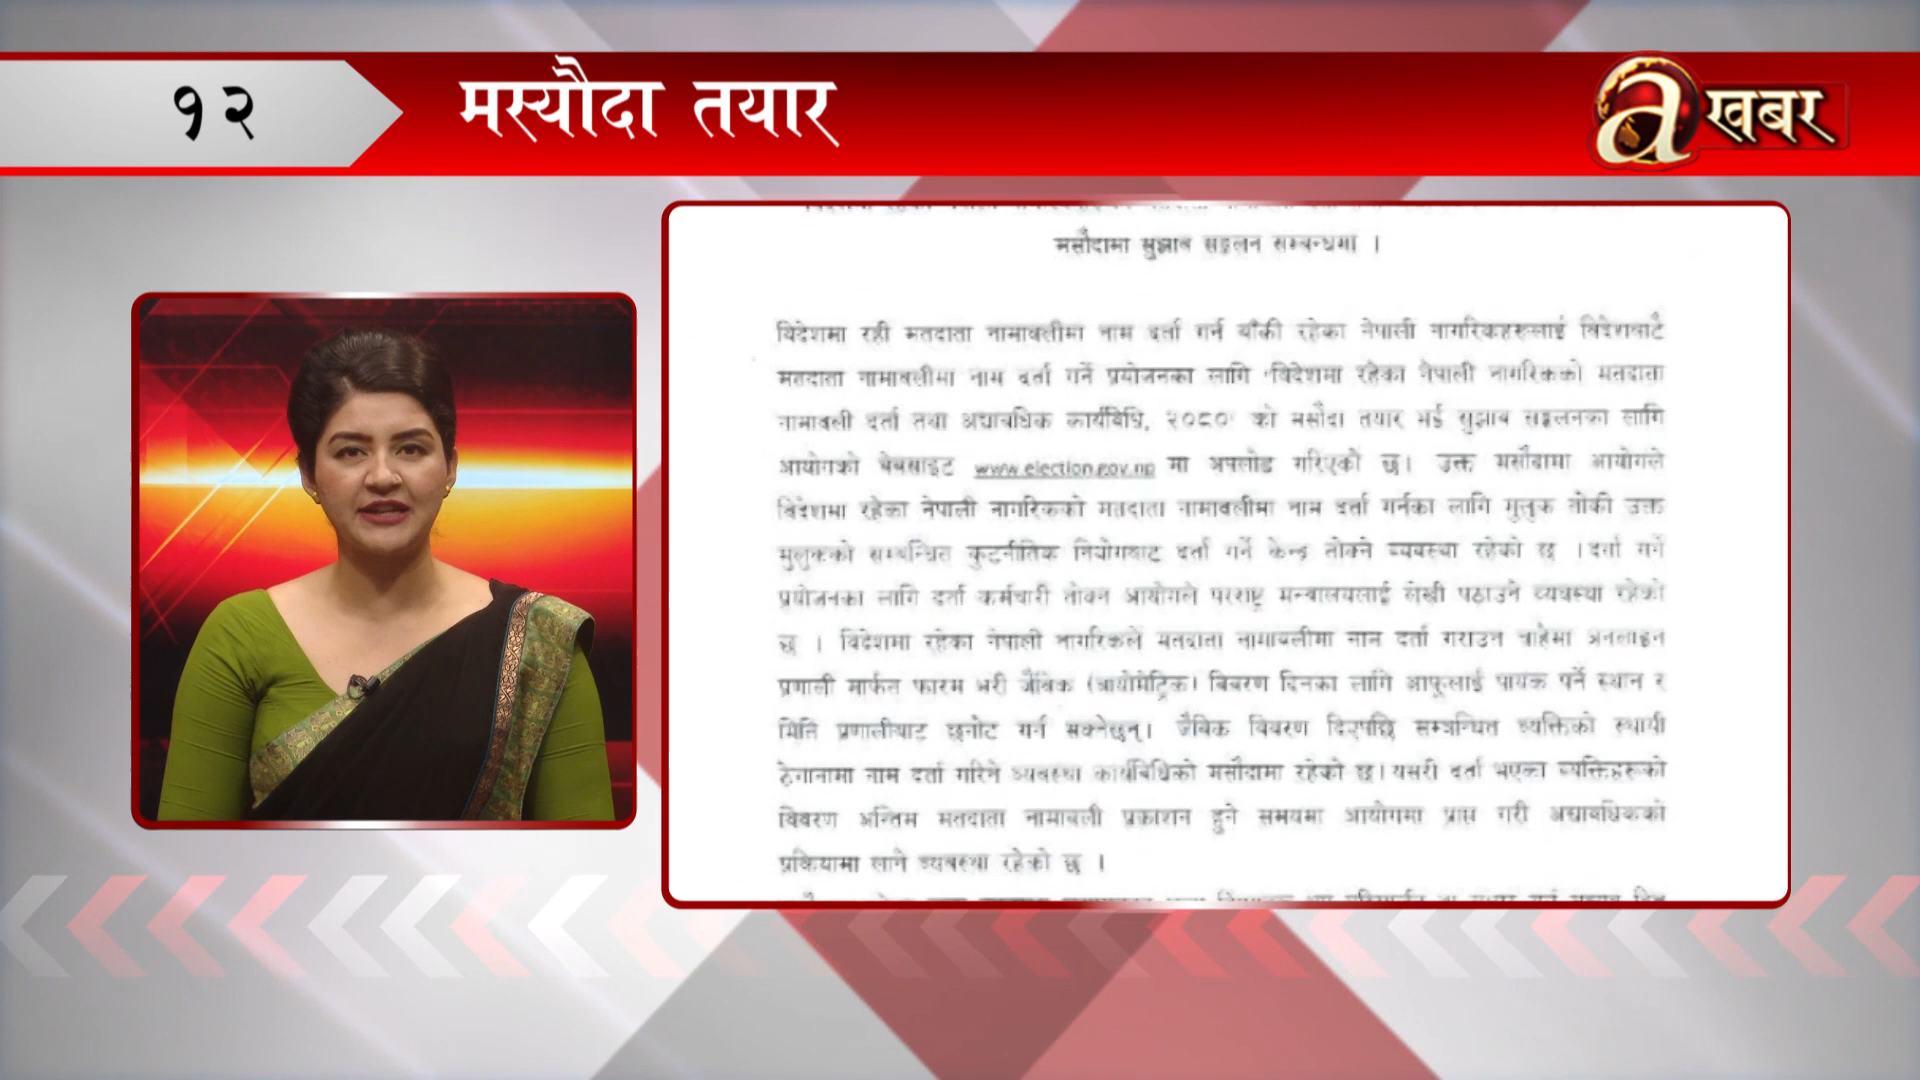 १२
मस्यौदा तयार
a खबर
मसौदामा सुझाव सङ्कलन सम्बन्धमा ।
विदेशमा रही मतदाता नामावलीमा नाम दर्ता गर्न बाँकी रहेका नेपाली नागरिकहरूलाई विदेशबाटै
मतदाता नामावलीमा नाम दर्ता गर्ने प्रयोजनका लागि 'विदेशमा रहेका नेपाली नागरिकको मतदाता
नामावली दर्ता तथा अद्यावधिक कार्यविधि, २०८०' को मसौदा तयार भई सुझाब सङ्कलनका लागि
आयोगको वेबसाइट www.election.gov.np मा अपलोड गरिएको छ। उक्त मसौदामा आयोगले
विदेशमा रहेका नेपाली नागरिकको मतदाता नामावलीमा नाम दर्ता गर्नका लागि मुलुक तोकी उक्त
मुलुकको सम्बन्धित कुटनीतिक नियोगबाट दर्ता गर्ने केन्द्र तोक्ने व्यवस्था रहेको छ ।दर्ता गर्ने
प्रयोजनका लागि दर्ता कर्मचारी तोक्न आयोगले परराष्ट्र मन्त्रालयलाई लेखी पठाउने व्यवस्था रहेको
छ । विदेशमा रहेका नेपाली नागरिकले मतदाता नामावलीमा नाम दर्ता गराउन चाहेमा अनलाइन
प्रणाली मार्फत फारम भरी जैविक (बायोमेट्रिक) विवरण दिनका लागि आफूलाई पायक पर्ने स्थान र
मिति प्रणालीबाट छनोट गर्न सक्नेछन्। जैविक विवरण दिएपछि सम्बन्धित व्यक्तिको स्थायी
ठेगानामा नाम दर्ता गरिने व्यवस्था कार्यविधिको मसौदामा रहेको छ।यसरी दर्ता भएका व्यक्तिहरूको
विवरण अन्तिम मतदाता नामावली प्रकाशन हुने समयमा आयोगमा प्राप्त गरी अद्यावधिकको
प्रक्रियामा लाने व्यवस्था रहेको छ ।